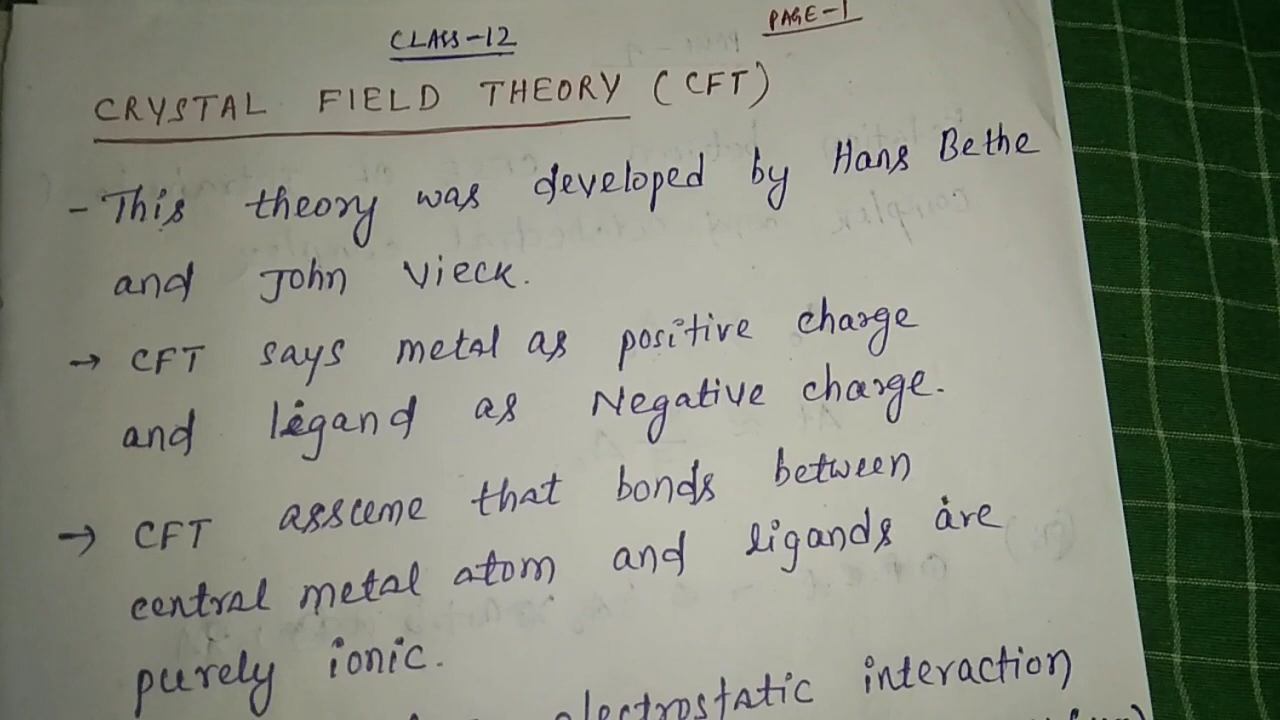 CLASS-12
PAGE-1
CRYSTAL FIELD THEORY (CFT)
- This theory was developed by Hans Bethe
and John Vieck.
→ CFT says metal as positive charge
and ligand as Negative charge.
→ CFT assume that bonds between
central metal atom and ligands are
purely ionic.
electrostatic interaction